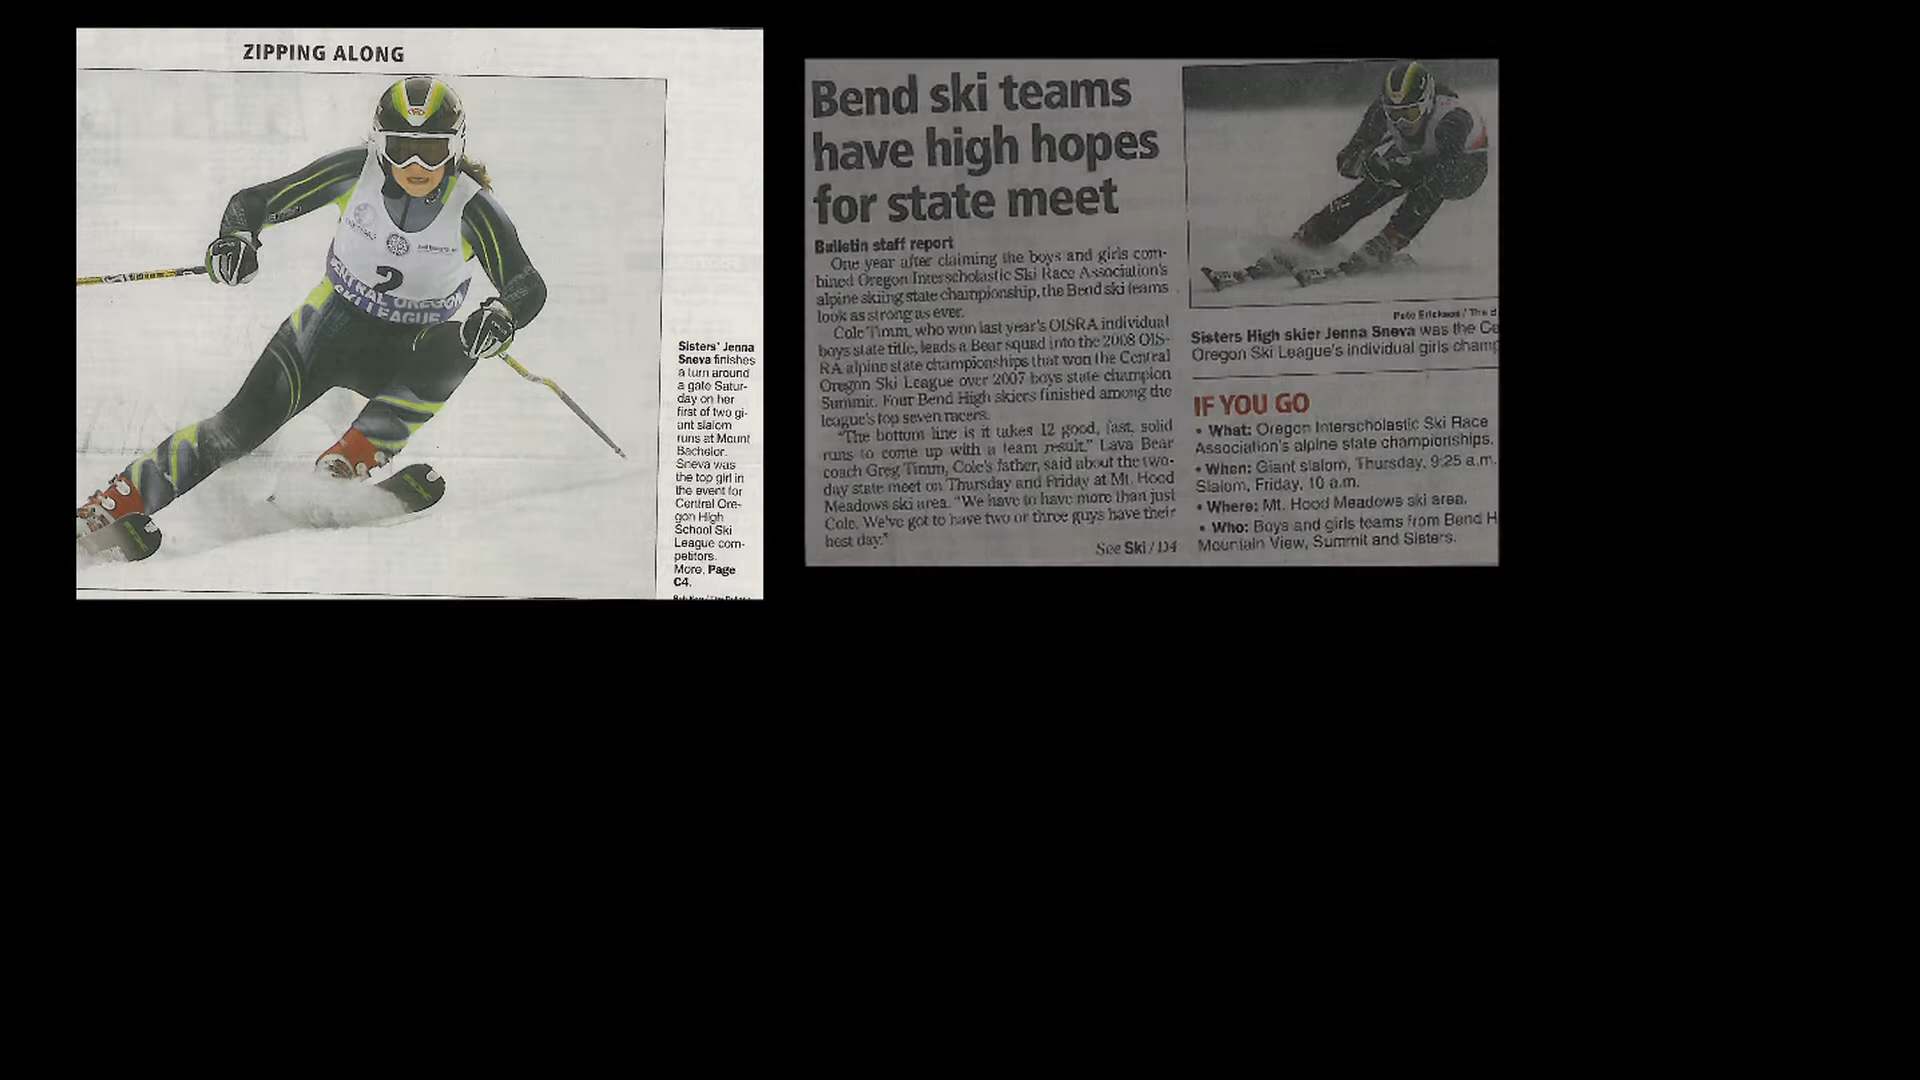 ZIPPING ALONG
2
CENTRAL OREGON
SKI LEAGUE
Sisters' Jenna
Sneva finishes
a turn around
a gate Satur-
day on her
first of two gi-
ant slalom
runs at Mount
Bachelor.
Sneva was
the top girl in
the event for
Central Ore-
gon High
School Ski
League com-
petitors.
More, Page
C4.
Bend ski teams
have high hopes
for state meet
Bulletin staff report
One year after claiming the boys and girls com-
bined Oregon Interscholastic Ski Race Association's
alpine skiing state championship, the Bend ski teams
look as strong as ever.
Cole Timm, who won last year's OISRA individual
boys state title, leads a Bear squad into the 2008 OIS-
RA alpine state championships that won the Central
Oregon Ski League over 2007 boys state champion
Summit. Four Bend High skiers finished among the
league's top seven racers.
"The bottom line is it takes 12 good, fast, solid
runs to come up with a team result," Lava Bear
coach Greg Timm, Cole's father, said about the two-
day state meet on Thursday and Friday at Mt. Hood
Meadows ski area. "We have to have more than just
Cole. We've got to have two or three guys have their
best day."
See Ski / D4
Pete Erickson / The B
Sisters High skier Jenna Sneva was the Ce
Oregon Ski League's individual girls champ
IF YOU GO
• What: Oregon Interscholastic Ski Race
Association's alpine state championships.
• When: Giant slalom, Thursday, 9:25 a.m.
Slalom, Friday, 10 a.m.
• Where: Mt. Hood Meadows ski area.
• Who: Boys and girls teams from Bend H
Mountain View, Summit and Sisters.